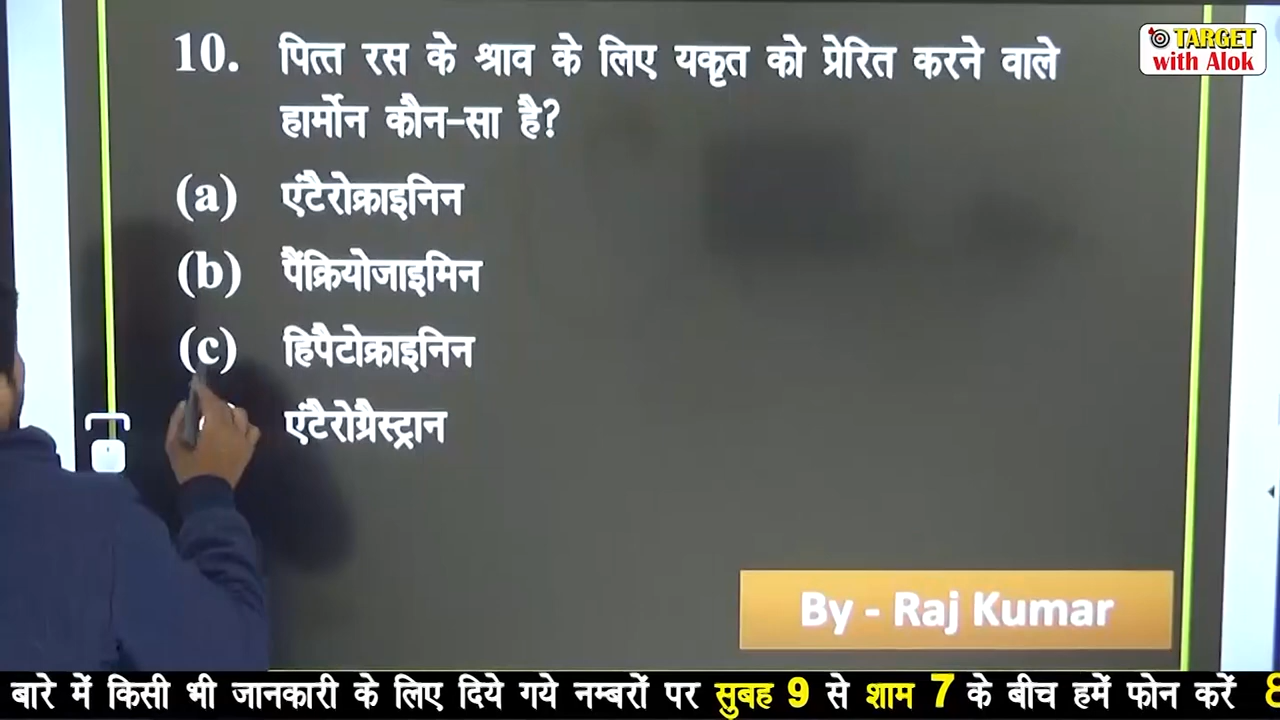 10. पित्त रस के श्राव के लिए यकृत को प्रेरित करने वाले
हार्मोन कौन-सा है?
(a) एंटैरोक्राइनिन
(b) पैंक्रियोजाइमिन
(c) हिपैटोक्राइनिन
एंटैरोग्रैस्ट्रान
TARGET
with Alok
By - Raj Kumar
बारे में किसी भी जानकारी के लिए दिये गये नम्बरों पर सुबह 9 से शाम 7 के बीच हमें फोन करें